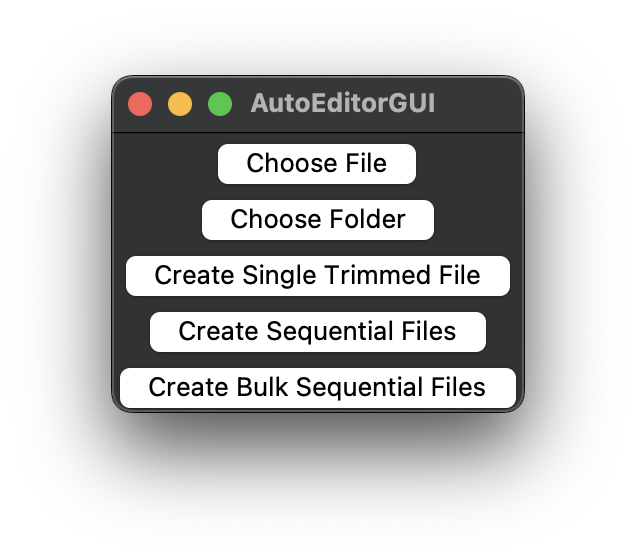 AutoEditorGUI
Choose File
Choose Folder
Create Single Trimmed File
Create Sequential Files
Create Bulk Sequential Files